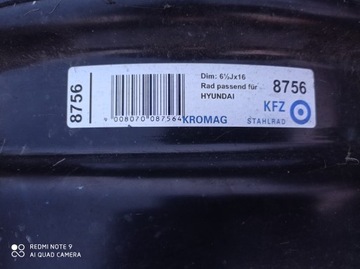 8756
Dim: 6½Jx16
Rad passend für
HYUNDAI
8756
KFZ
STAHLRAD
9 008070 087564
KROMAG
REDMI NOTE 9
AI QUAD CAMERA